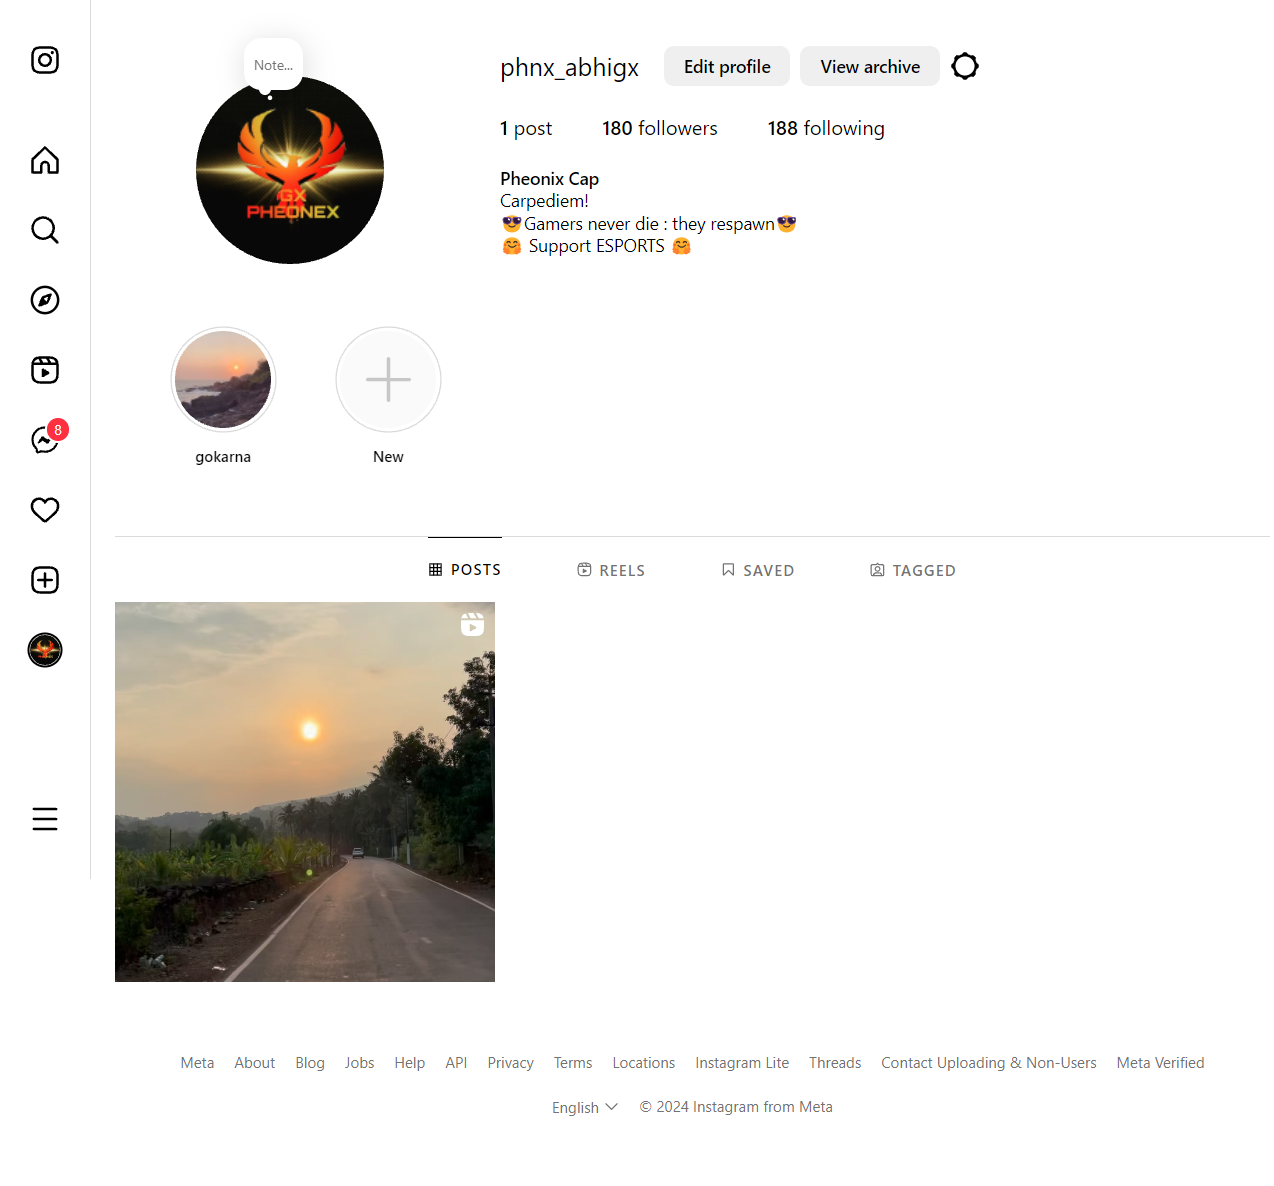 Note...
phnx_abhigx Edit profile View archive
1 post 180 followers 188 following
Pheonix Cap
Carpediem!
😎Gamers never die : they respawn😎
🤗 Support ESPORTS 🤗
GX
PHEONEX
8
gokarna New
POSTS REELS SAVED TAGGED
Meta About Blog Jobs Help API Privacy Terms Locations Instagram Lite Threads Contact Uploading & Non-Users Meta Verified
English © 2024 Instagram from Meta